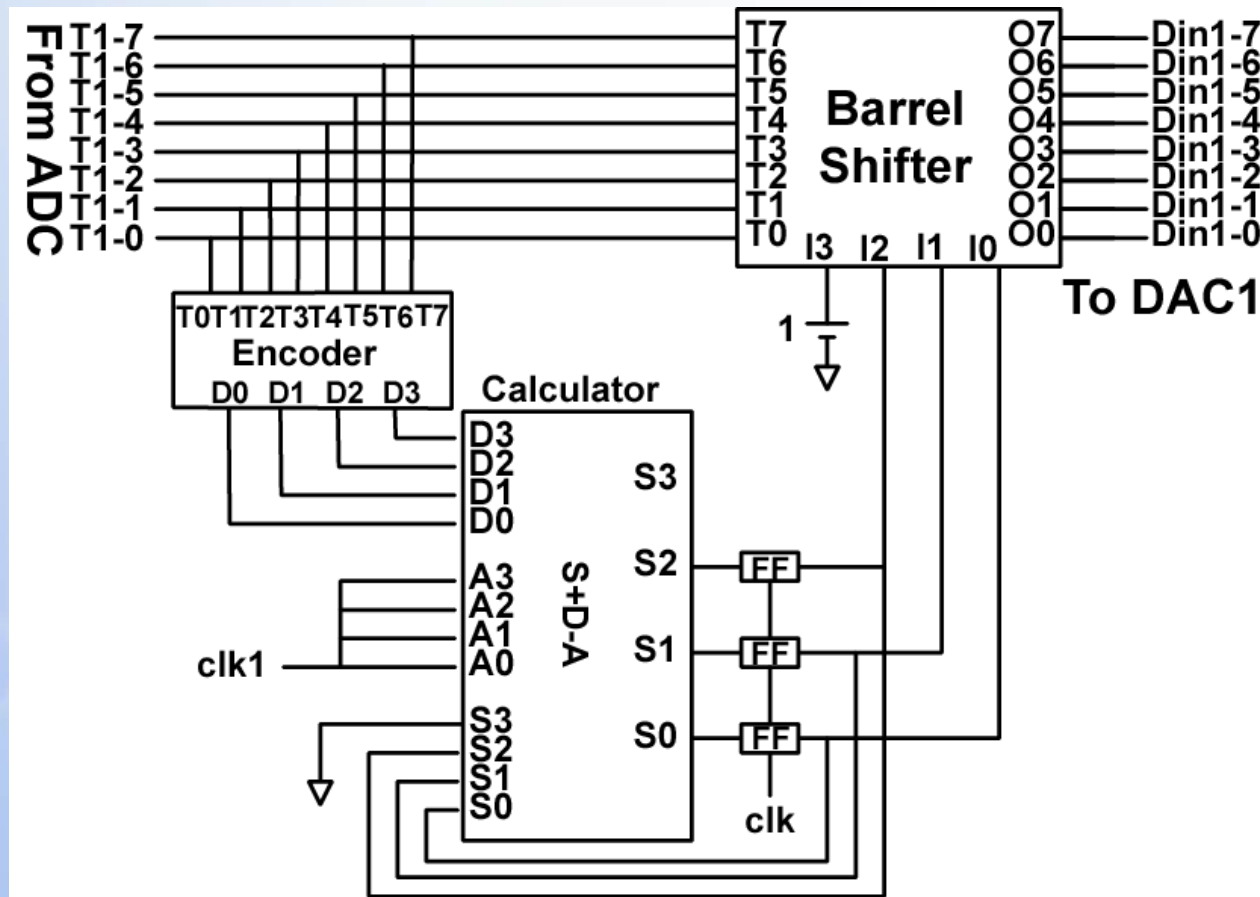 From ADC
T1-7
T1-6
T1-5
T1-4
T1-3
T1-2
T1-1
T1-0
T7
T6
T5
T4
T3
T2
T1
T0
Barrel
Shifter
I3 I2 I1 I0
O7
O6
O5
O4
O3
O2
O1
O0
Din1-7
Din1-6
Din1-5
Din1-4
Din1-3
Din1-2
Din1-1
Din1-0
To DAC1
1
T0T1T2T3T4T5T6T7
Encoder
D0 D1 D2 D3
Calculator
D3
D2
D1
D0
A3
A2
A1
A0
clk1
S3
S2
S1
S0
S+D-A
S3
S2
S1
S0
FF
FF
FF
clk